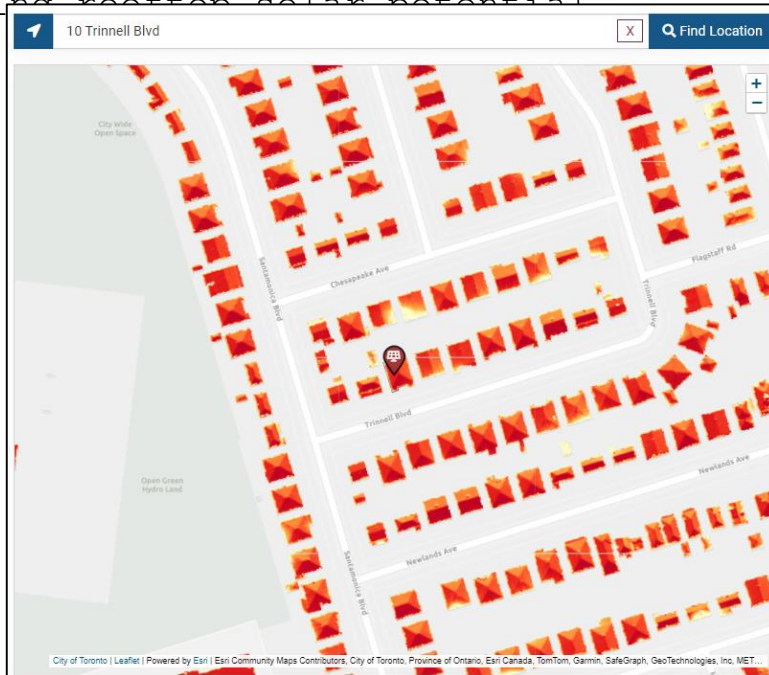 10 Trinnell Blvd
X
Find Location
+
−
City Wide
Open Space
Santamonica Blvd
Chesapeake Ave
Flagstaff Rd
Trinnell Blvd
Trinnell Blvd
Open Green
Hydro Land
Newlands Ave
Newlands Ave
Santamonica Blvd
City of Toronto | Leaflet | Powered by Esri | Esri Community Maps Contributors, City of Toronto, Province of Ontario, Esri Canada, TomTom, Garmin, SafeGraph, GeoTechnologies, Inc, MET...